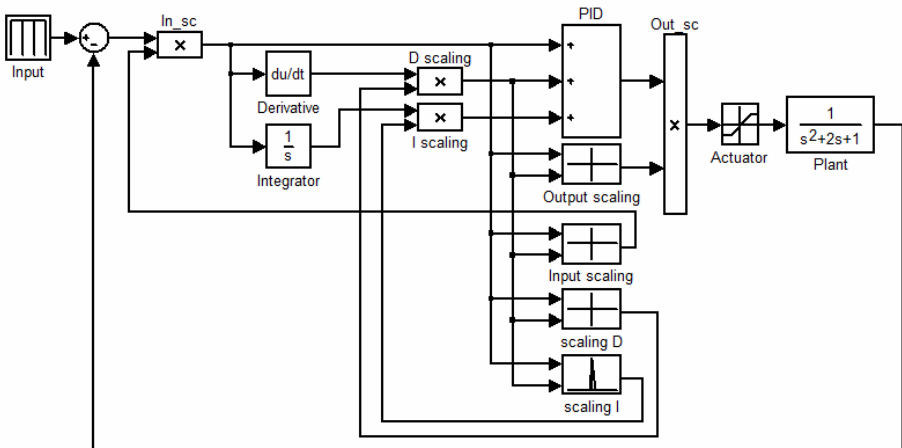 In_sc
PID
Out_sc
Input
+
-
×
du/dt
Derivative
D scaling
×
×
I scaling
1
s
Integrator
+
+
+
×
Actuator
1
s²+2s+1
Plant
Output scaling
Input scaling
scaling D
scaling I